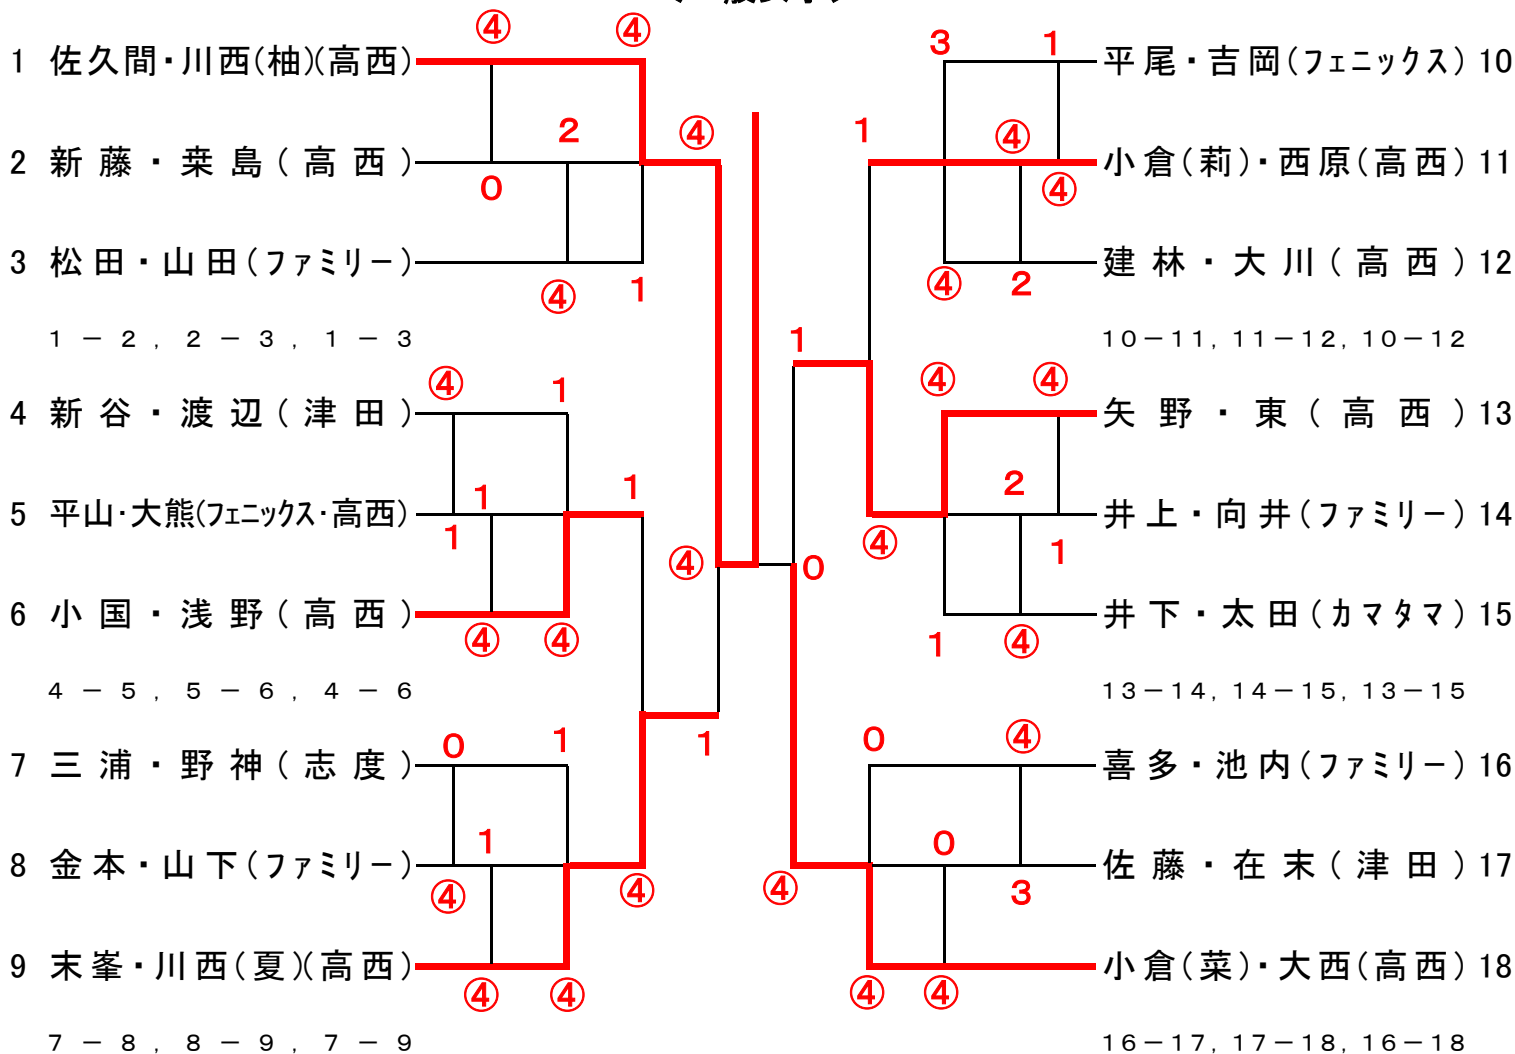 ④ ④
1 佐久間・川西(柚)(高西)
2 ④
2 新藤・桒島(高西)
0
3 松田・山田(ファミリー)
④ 1
1 － 2 , 2 － 3 , 1 － 3
④ 1
4 新谷・渡辺(津田)
1 1
5 平山・大熊(フェニックス・高西)
1
④
6 小国・浅野(高西)
④ ④
4 － 5 , 5 － 6 , 4 － 6
0 1 1
7 三浦・野神(志度)
1
8 金本・山下(ファミリー)
④ ④
9 末峯・川西(夏)(高西)
④ ④
7 － 8 , 8 － 9 , 7 － 9
3 1
平尾・吉岡(フェニックス) 10
1 ④
小倉(莉)・西原(高西) 11
④
建林・大川(高西) 12
④ 2
10－11, 11－12, 10－12
1
④ ④
矢野・東(高西) 13
2
井上・向井(ファミリー) 14
④ 1
0
井下・太田(カマタマ) 15
1 ④
13－14, 14－15, 13－15
0 ④
喜多・池内(ファミリー) 16
0
佐藤・在末(津田) 17
④ 3
小倉(菜)・大西(高西) 18
④ ④
16－17, 17－18, 16－18